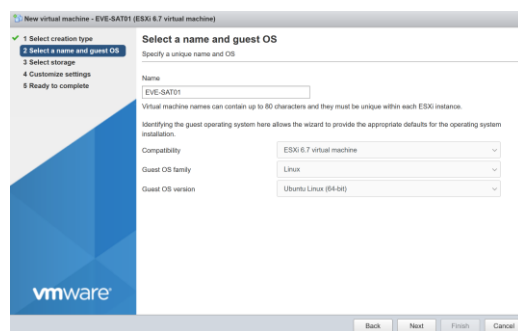 New virtual machine - EVE-SAT01 (ESXi 6.7 virtual machine)
1 Select creation type
2 Select a name and guest OS
3 Select storage
4 Customize settings
5 Ready to complete
Select a name and guest OS
Specify a unique name and OS
Name
EVE-SAT01
Virtual machine names can contain up to 80 characters and they must be unique within each ESXi instance.
Identifying the guest operating system here allows the wizard to provide the appropriate defaults for the operating system
installation.
Compatibility
ESXi 6.7 virtual machine
Guest OS family
Linux
Guest OS version
Ubuntu Linux (64-bit)
vmware
Back
Next
Finish
Cancel